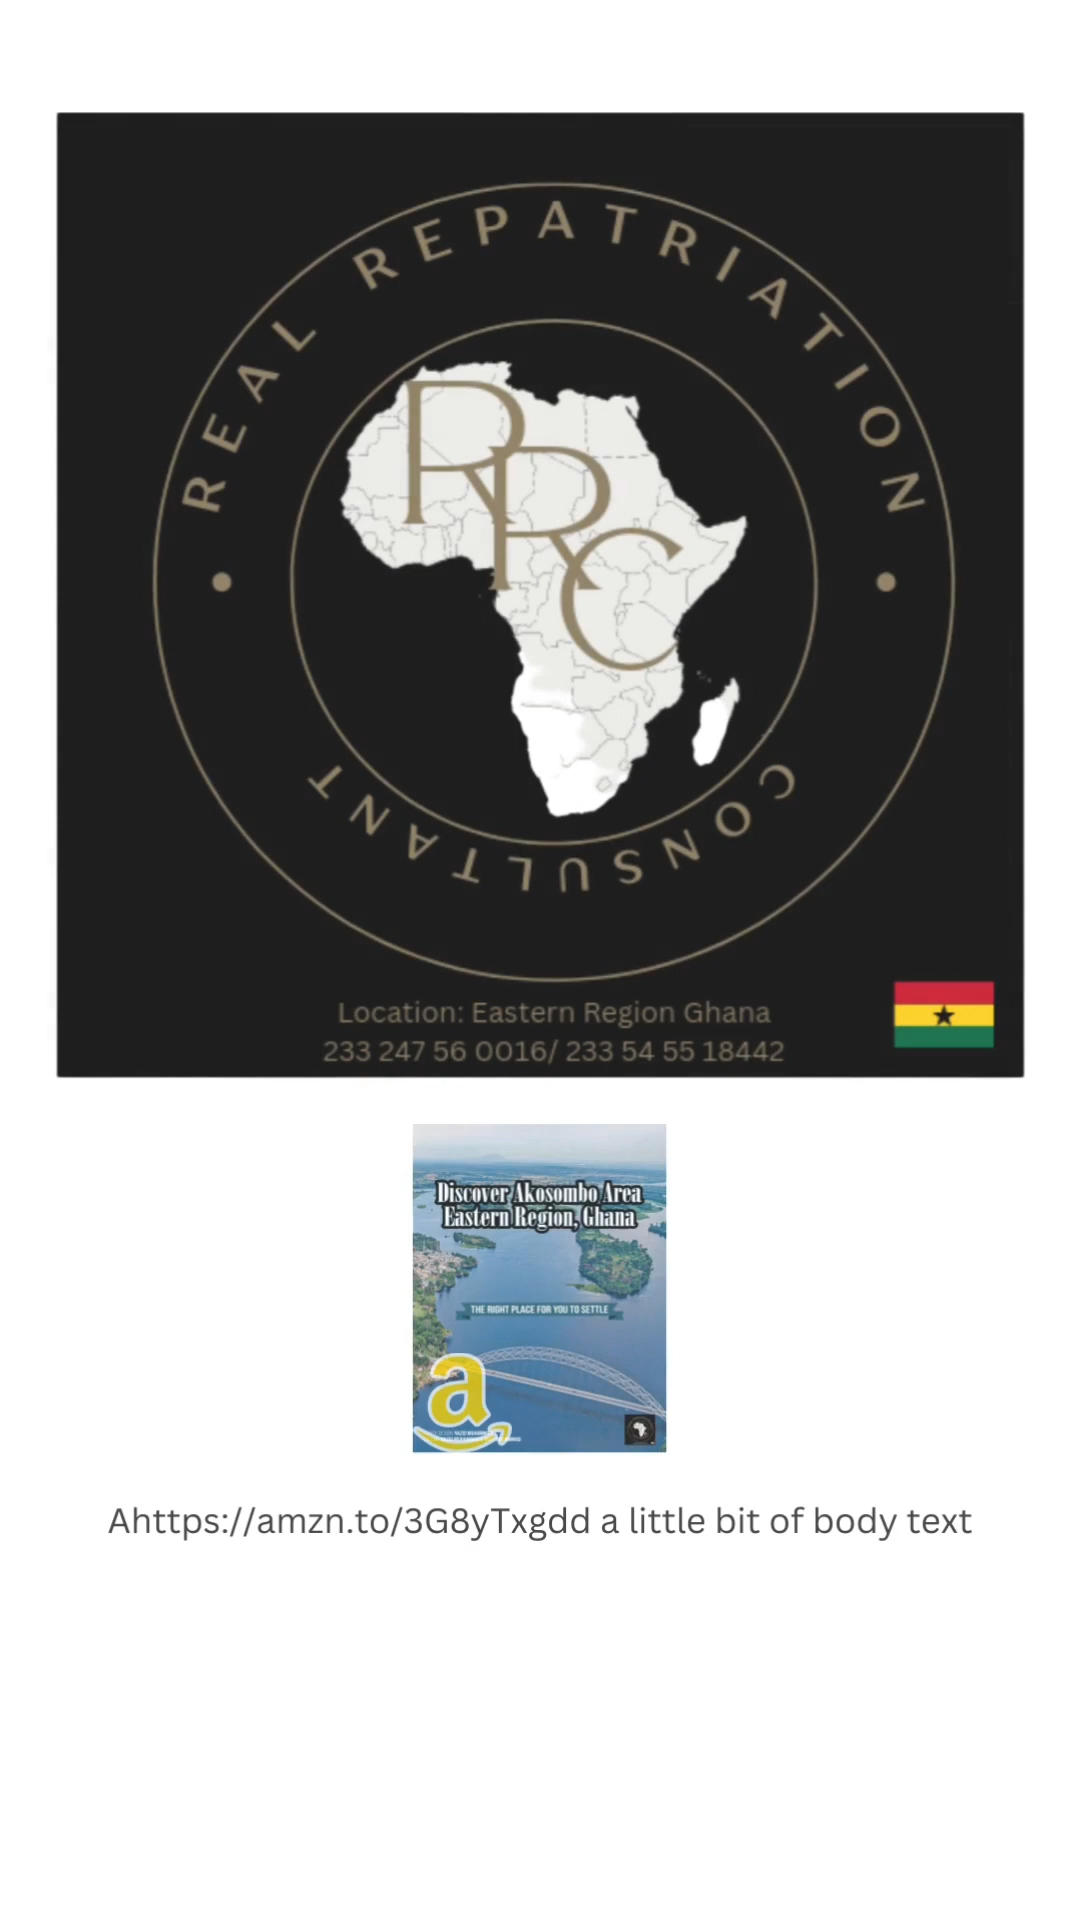 REAL REPATRIATION
RRC
CONSULTANT
Location: Eastern Region Ghana
233 247 56 0016/ 233 54 55 18442
Discover Akosombo Area
Eastern Region, Ghana
THE RIGHT PLACE FOR YOU TO SETTLE
a
Ahttps://amzn.to/3G8yTxgdd a little bit of body text